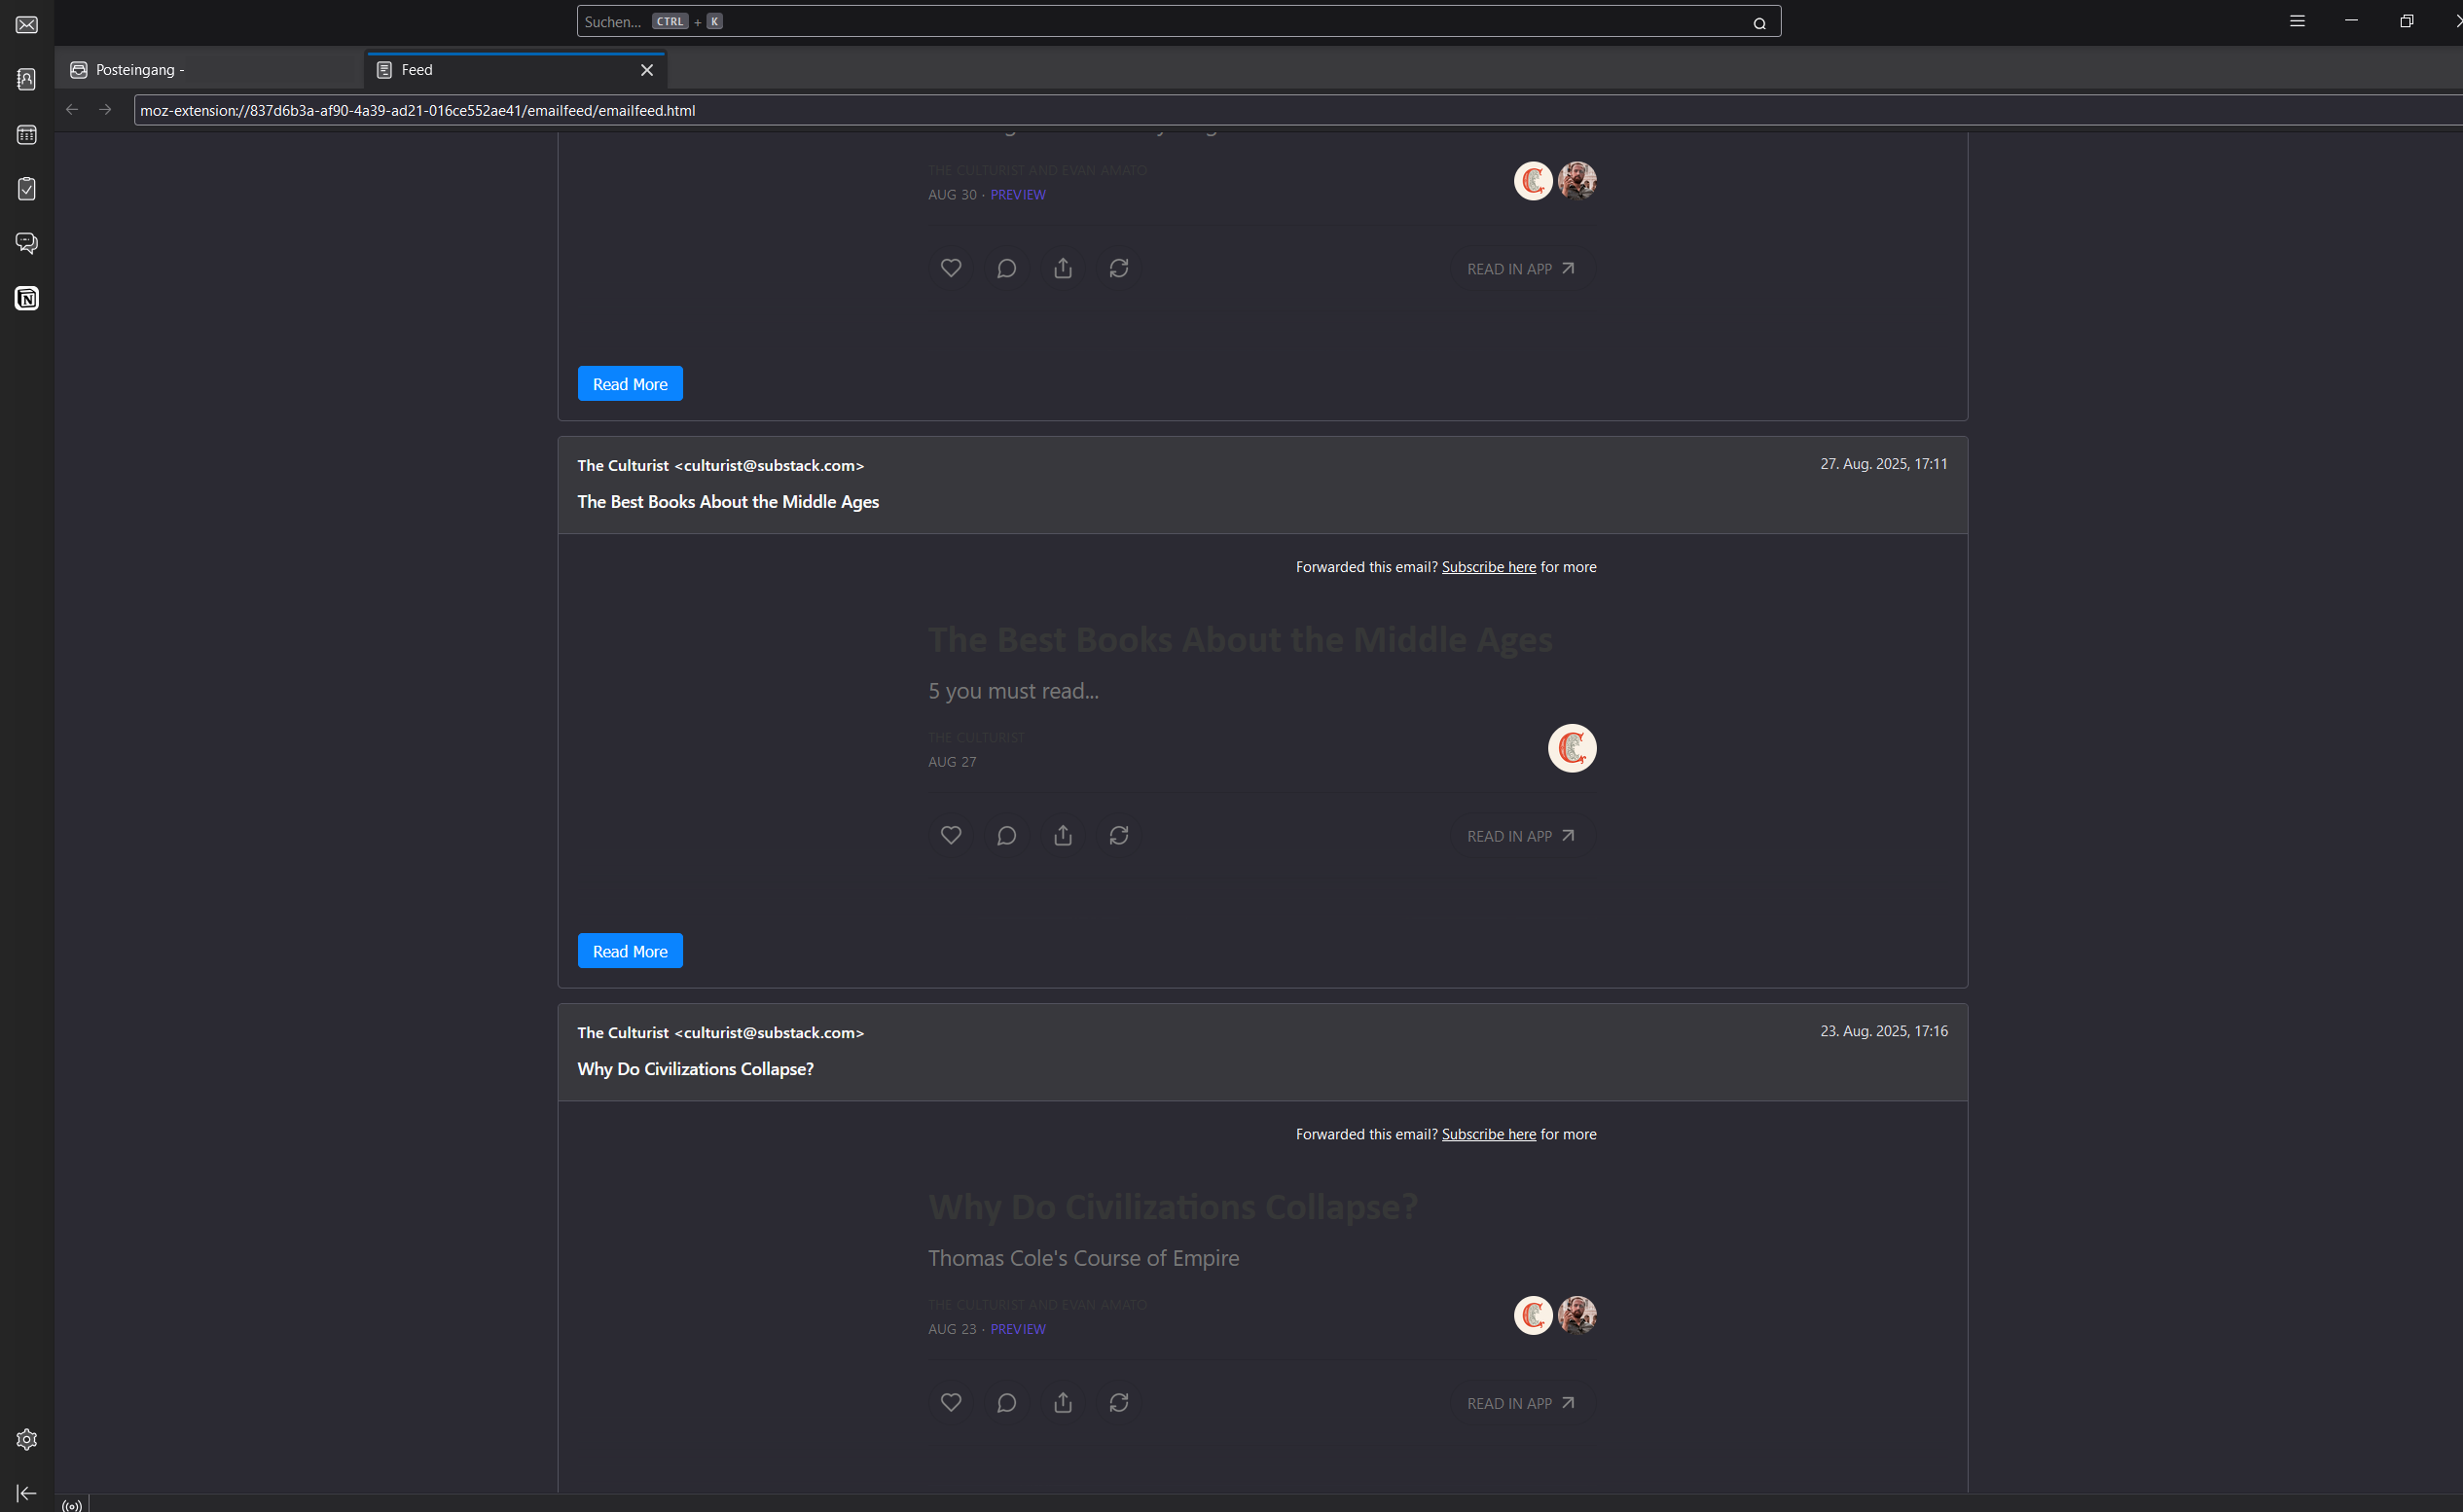 Suchen... CTRL + K
Posteingang -
Feed
moz-extension://837d6b3a-af90-4a39-ad21-016ce552ae41/emailfeed/emailfeed.html
THE CULTURIST AND EVAN AMATO
AUG 30 · PREVIEW
READ IN APP
Read More
The Culturist <culturist@substack.com>
27. Aug. 2025, 17:11
The Best Books About the Middle Ages
Forwarded this email? Subscribe here for more
The Best Books About the Middle Ages
5 you must read...
THE CULTURIST
AUG 27
READ IN APP
Read More
The Culturist <culturist@substack.com>
23. Aug. 2025, 17:16
Why Do Civilizations Collapse?
Forwarded this email? Subscribe here for more
Why Do Civilizations Collapse?
Thomas Cole's Course of Empire
THE CULTURIST AND EVAN AMATO
AUG 23 · PREVIEW
READ IN APP